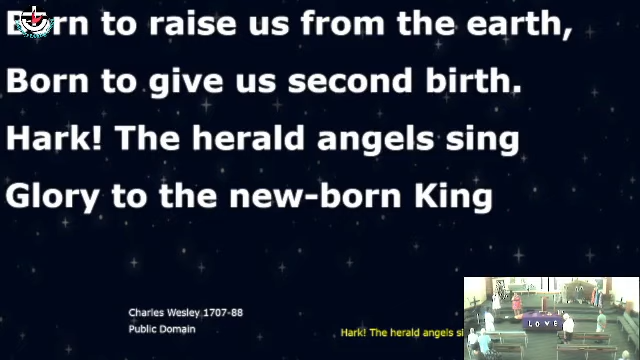 Born to raise us from the earth,
Born to give us second birth.
Hark! The herald angels sing
Glory to the new-born King
Charles Wesley 1707-88
Public Domain
Hark! The herald angels si
LOVE